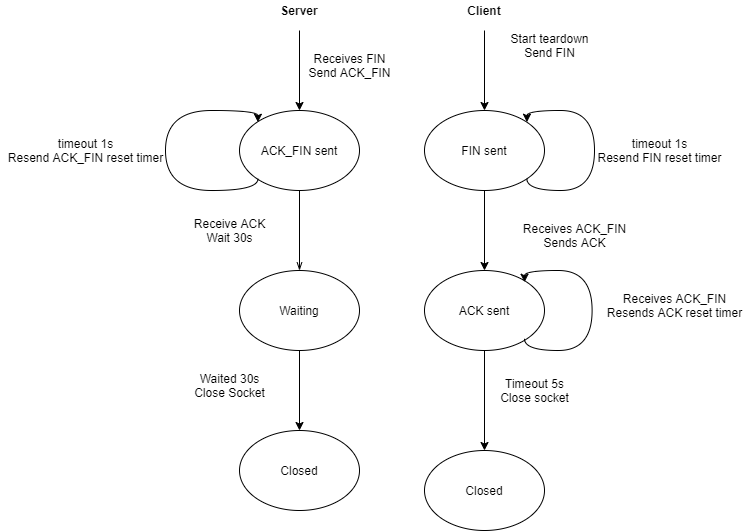 Server
Client
Receives FIN
Send ACK_FIN
Start teardown
Send FIN
timeout 1s
Resend ACK_FIN reset timer
ACK_FIN sent
FIN sent
timeout 1s
Resend FIN reset timer
Receive ACK
Wait 30s
Receives ACK_FIN
Sends ACK
Waiting
ACK sent
Receives ACK_FIN
Resends ACK reset timer
Waited 30s
Close Socket
Timeout 5s
Close socket
Closed
Closed